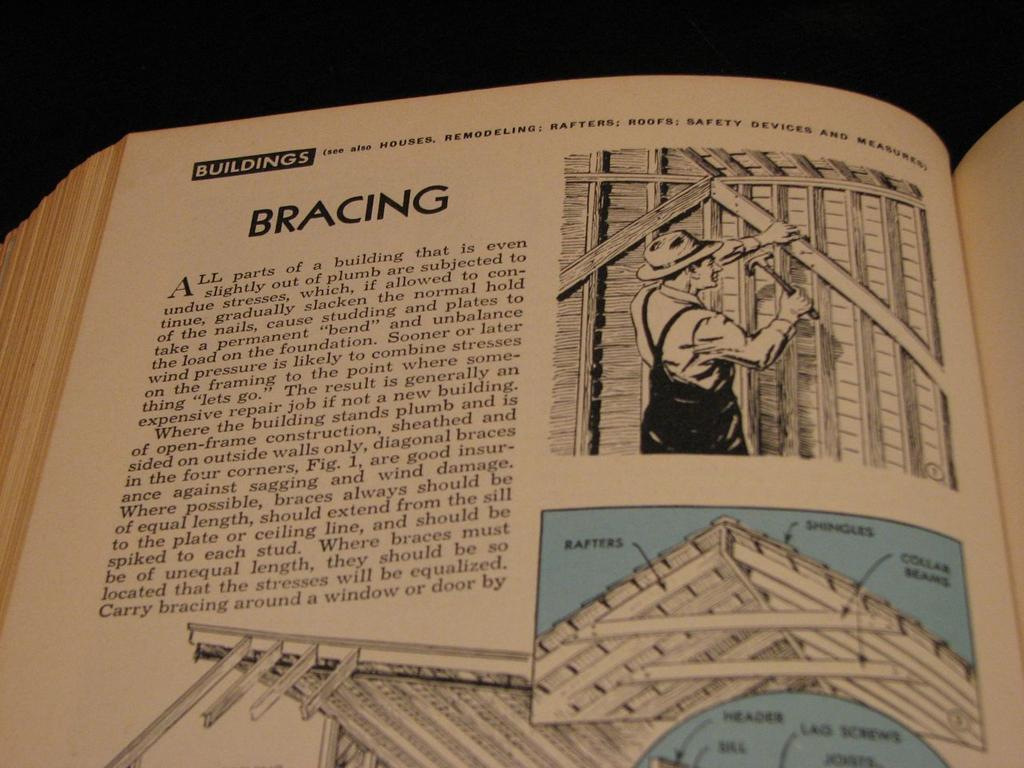 BUILDINGS (see also HOUSES, REMODELING; RAFTERS; ROOFS; SAFETY DEVICES AND MEASURES)
BRACING
ALL parts of a building that is even
slightly out of plumb are subjected to
undue stresses, which, if allowed to con-
tinue, gradually slacken the normal hold
of the nails, cause studding and plates to
take a permanent "bend" and unbalance
the load on the foundation. Sooner or later
wind pressure is likely to combine stresses
on the framing to the point where some-
thing "lets go." The result is generally an
expensive repair job if not a new building.
Where the building stands plumb and is
of open-frame construction, sheathed and
sided on outside walls only, diagonal braces
in the four corners, Fig. 1, are good insur-
ance against sagging and wind damage.
Where possible, braces always should be
of equal length, should extend from the sill
to the plate or ceiling line, and should be
spiked to each stud. Where braces must
be of unequal length, they should be so
located that the stresses will be equalized.
Carry bracing around a window or door by
1
SHINGLES
RAFTERS
COLLAR
BEAMS
HEADER
LAG SCREWS
SILL
JOISTS